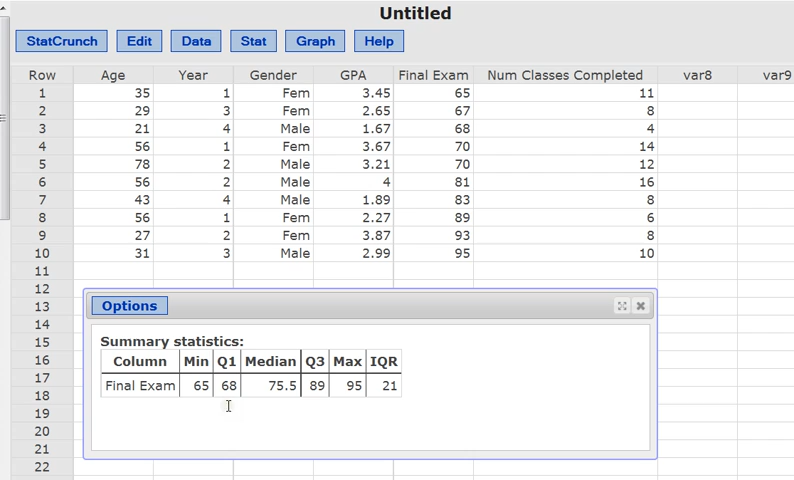 Untitled
StatCrunch Edit Data Stat Graph Help
Row Age Year Gender GPA Final Exam Num Classes Completed var8 var9
1 35 1 Fem 3.45 65 11
2 29 3 Fem 2.65 67 8
3 21 4 Male 1.67 68 4
4 56 1 Fem 3.67 70 14
5 78 2 Male 3.21 70 12
6 56 2 Male 4 81 16
7 43 4 Male 1.89 83 8
8 56 1 Fem 2.27 89 6
9 27 2 Fem 3.87 93 8
10 31 3 Male 2.99 95 10
11
12
13
14
15
16
17
18
19
20
21
22
Options
Summary statistics:
Column Min Q1 Median Q3 Max IQR
Final Exam 65 68 75.5 89 95 21